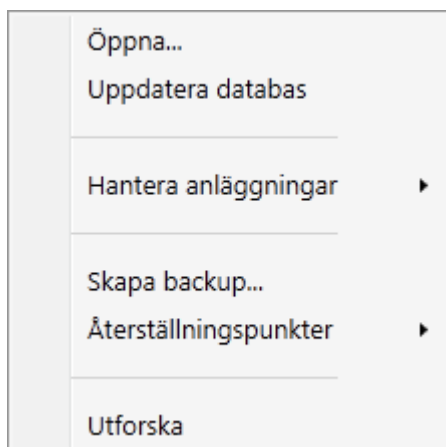 Öppna...
Uppdatera databas
Hantera anläggningar
Skapa backup...
Återställningspunkter
Utforska